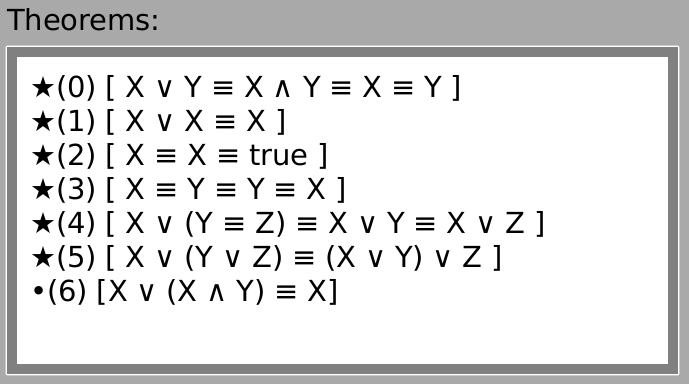 Theorems:
★(0) [ X ∨ Y ≡ X ∧ Y ≡ X ≡ Y ]
★(1) [ X ∨ X ≡ X ]
★(2) [ X ≡ X ≡ true ]
★(3) [ X ≡ Y ≡ Y ≡ X ]
★(4) [ X ∨ (Y ≡ Z) ≡ X ∨ Y ≡ X ∨ Z ]
★(5) [ X ∨ (Y ∨ Z) ≡ (X ∨ Y) ∨ Z ]
•(6) [X ∨ (X ∧ Y) ≡ X]